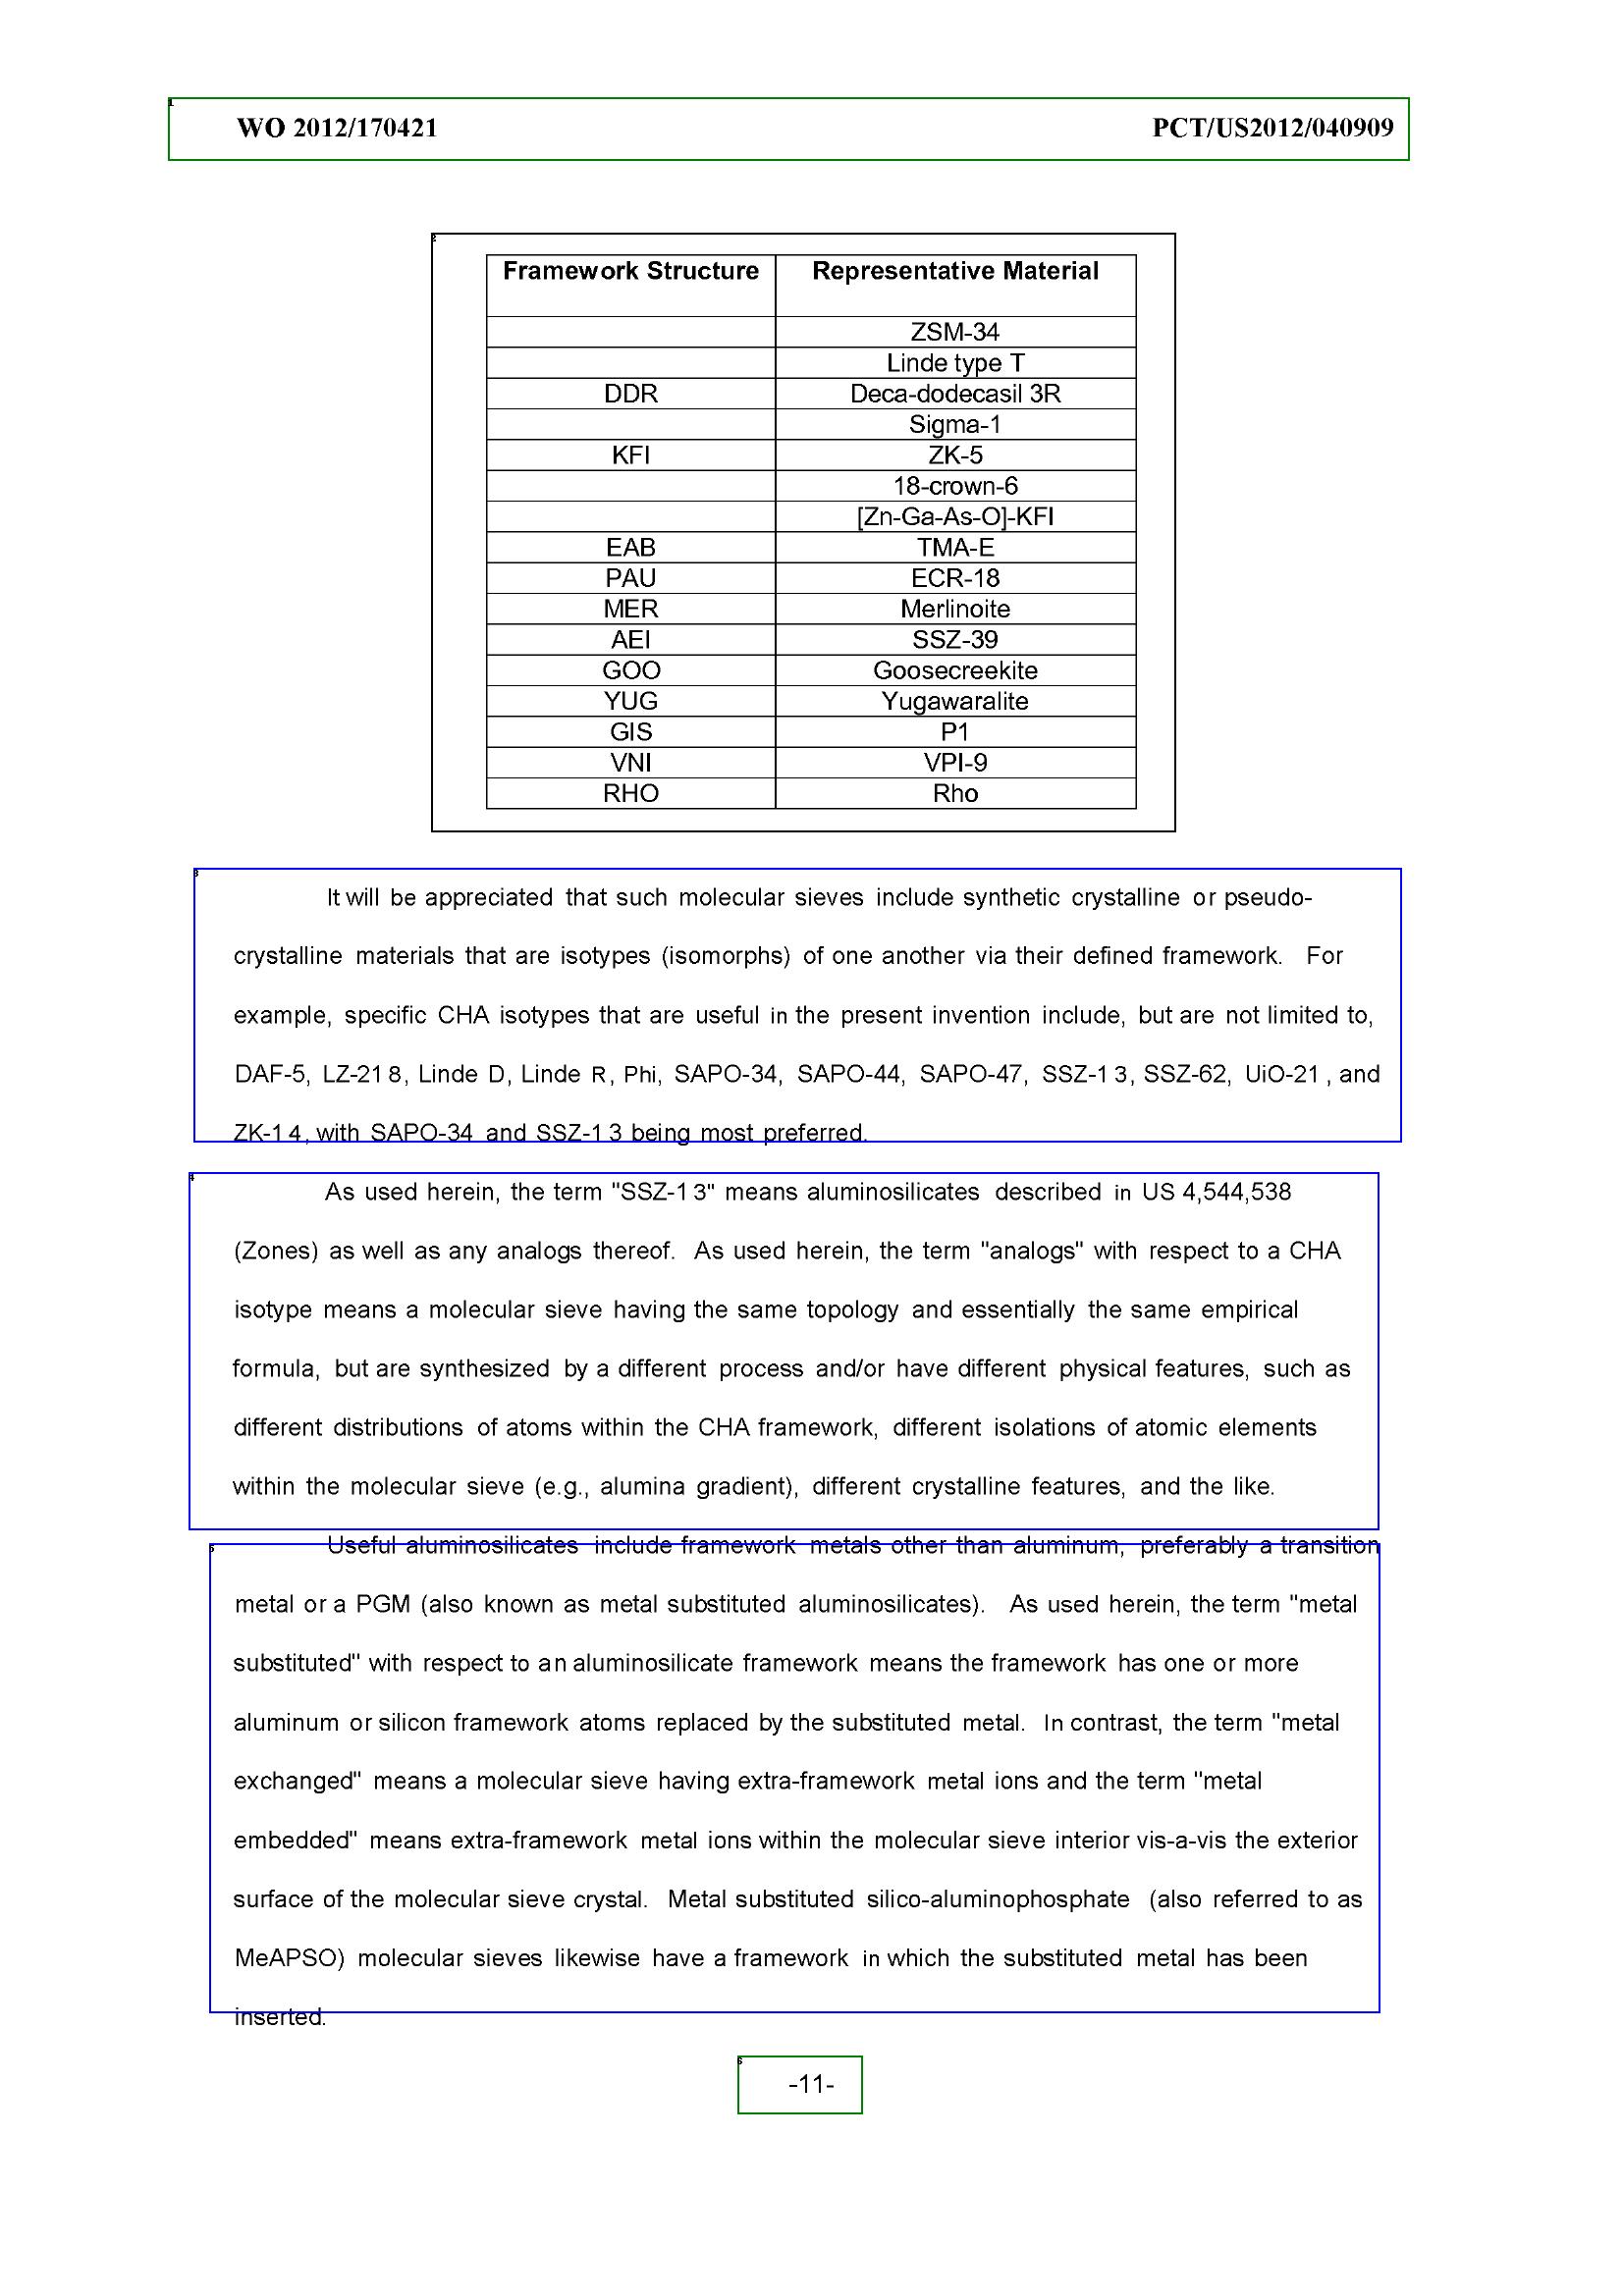 WO 2012/170421 PCT/US2012/040909
Framework Structure Representative Material
ZSM-34
Linde type T
DDR Deca-dodecasil 3R
Sigma-1
KFI ZK-5
18-crown-6
[Zn-Ga-As-O]-KFI
EAB TMA-E
PAU ECR-18
MER Merlinoite
AEI SSZ-39
GOO Goosecreekite
YUG Yugawaralite
GIS P1
VNI VPI-9
RHO Rho
It will be appreciated that such molecular sieves include synthetic crystalline or pseudo-
crystalline materials that are isotypes (isomorphs) of one another via their defined framework. For
example, specific CHA isotypes that are useful in the present invention include, but are not limited to,
DAF-5, LZ-218, Linde D, Linde R, Phi, SAPO-34, SAPO-44, SAPO-47, SSZ-13, SSZ-62, UiO-21, and
ZK-14, with SAPO-34 and SSZ-13 being most preferred.
As used herein, the term "SSZ-13" means aluminosilicates described in US 4,544,538
(Zones) as well as any analogs thereof. As used herein, the term "analogs" with respect to a CHA
isotype means a molecular sieve having the same topology and essentially the same empirical
formula, but are synthesized by a different process and/or have different physical features, such as
different distributions of atoms within the CHA framework, different isolations of atomic elements
within the molecular sieve (e.g., alumina gradient), different crystalline features, and the like.
Useful aluminosilicates include framework metals other than aluminum, preferably a transition
metal or a PGM (also known as metal substituted aluminosilicates). As used herein, the term "metal
substituted" with respect to an aluminosilicate framework means the framework has one or more
aluminum or silicon framework atoms replaced by the substituted metal. In contrast, the term "metal
exchanged" means a molecular sieve having extra-framework metal ions and the term "metal
embedded" means extra-framework metal ions within the molecular sieve interior vis-a-vis the exterior
surface of the molecular sieve crystal. Metal substituted silico-aluminophosphate (also referred to as
MeAPSO) molecular sieves likewise have a framework in which the substituted metal has been
inserted.
-11-